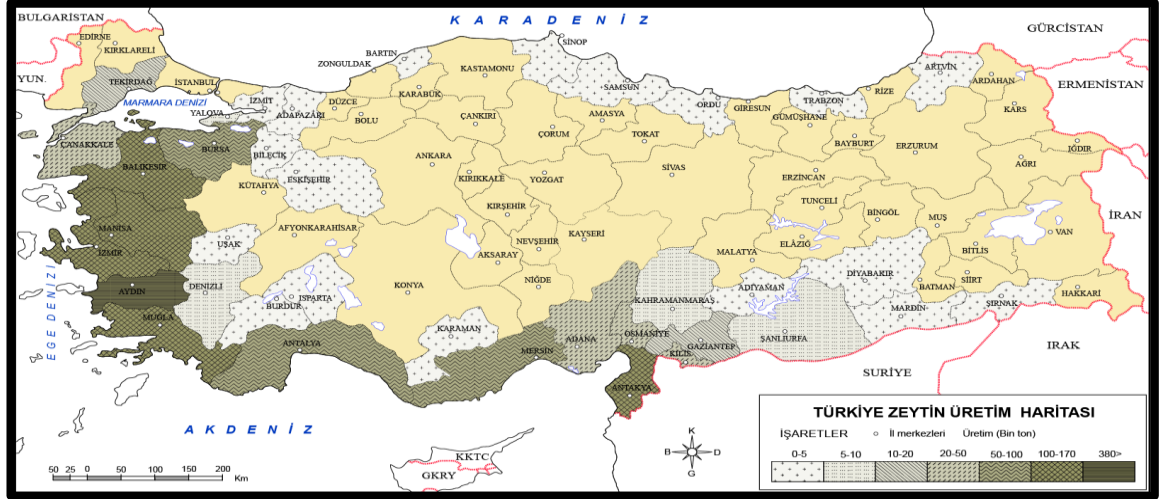 BULGARİSTAN
K A R A D E N İ Z
GÜRCİSTAN
EDİRNE
KIRKLARELİ
SİNOP
BARTIN
ZONGULDAK
KASTAMONU
ARTVİN
ARDAHAN
YUN.
TEKİRDAĞ
İSTANBUL
KARABÜK
SAMSUN
ERMENİSTAN
MARMARA DENİZİ
İZMİT
DÜZCE
ORDU
GİRESUN
TRABZON
RİZE
KARS
YALOVA
ADAPAZARI
BOLU
ÇANKIRI
AMASYA
GÜMÜŞHANE
ÇANAKKALE
BURSA
BİLECİK
ÇORUM
TOKAT
BAYBURT
ERZURUM
IĞDIR
BALIKESİR
ANKARA
SİVAS
AĞRI
ESKİŞEHİR
KIRIKKALE
YOZGAT
ERZİNCAN
KÜTAHYA
TUNCELİ
KIRŞEHİR
BİNGÖL
MUŞ
İRAN
MANİSA
AFYONKARAHİSAR
KAYSERİ
VAN
UŞAK
NEVŞEHİR
ELAZIĞ
BİTLİS
İZMİR
AKSARAY
MALATYA
DİYABAKIR
SİİRT
EGE DENİZİ
AYDIN
DENİZLİ
KONYA
NİĞDE
ADIYAMAN
BATMAN
HAKKARİ
BURDUR
ISPARTA
KAHRAMANMARAŞ
MARDİN
ŞIRNAK
MUĞLA
KARAMAN
ADANA
OSMANİYE
ŞANLIURFA
ANTALYA
MERSİN
GAZİANTEP
IRAK
KİLİS
SURİYE
ANTAKYA
A K D E N İ Z
KKTC
GKRY
K
B D
G
50 25 0 50 100 150 200
Km
TÜRKİYE ZEYTİN ÜRETİM HARİTASI
İŞARETLER İl merkezleri Üretim (Bin ton)
0-5 5-10 10-20 20-50 50-100 100-170 380>